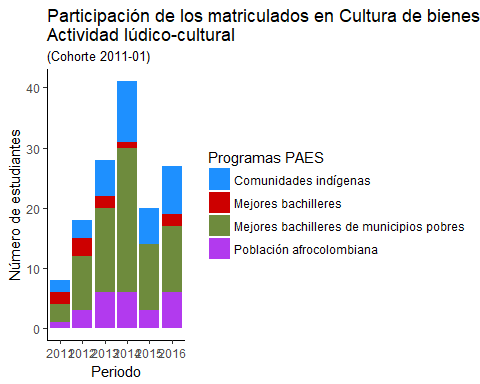 Participación de los matriculados en Cultura de bienes
Actividad lúdico-cultural
(Cohorte 2011-01)
Número de estudiantes
40
30
20
10
0
2011 2012 2013 2014 2015 2016
Periodo
Programas PAES
Comunidades indígenas
Mejores bachilleres
Mejores bachilleres de municipios pobres
Población afrocolombiana